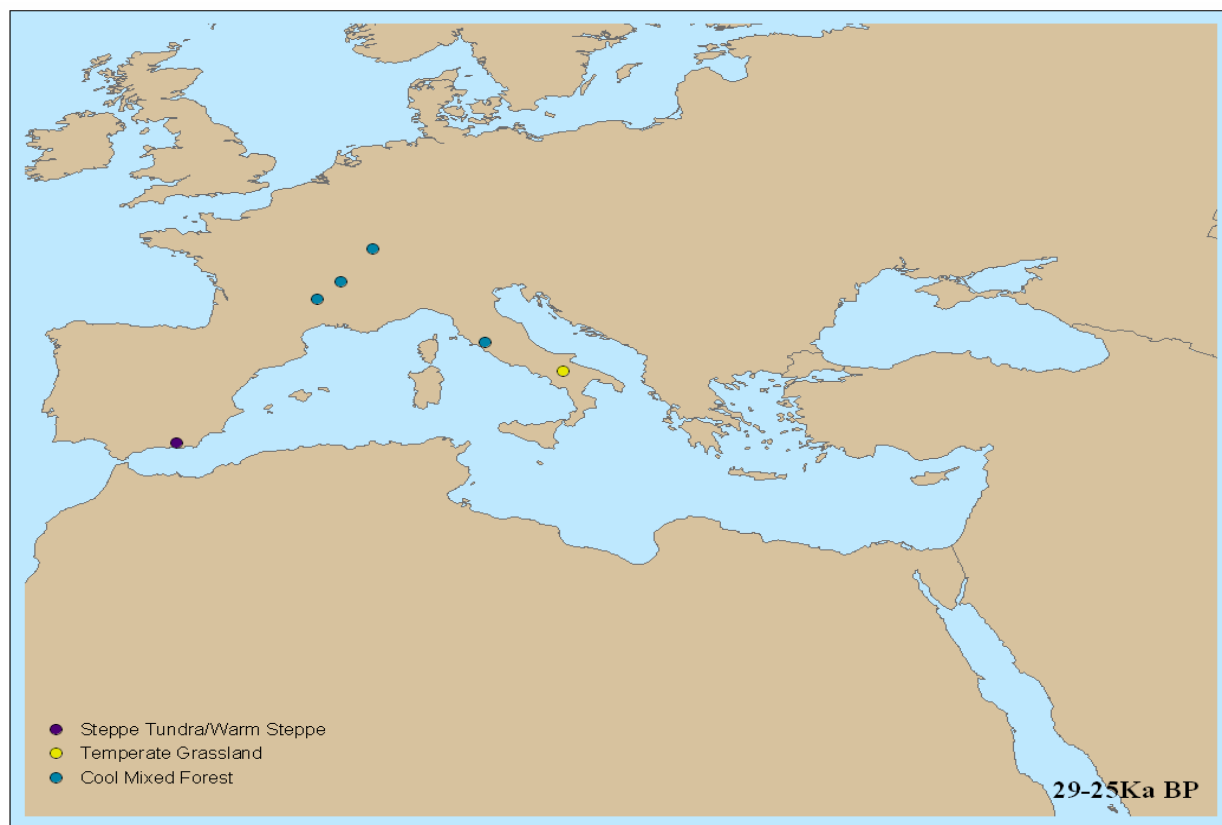 Steppe Tundra/Warm Steppe
Temperate Grassland
Cool Mixed Forest
29-25Ka BP